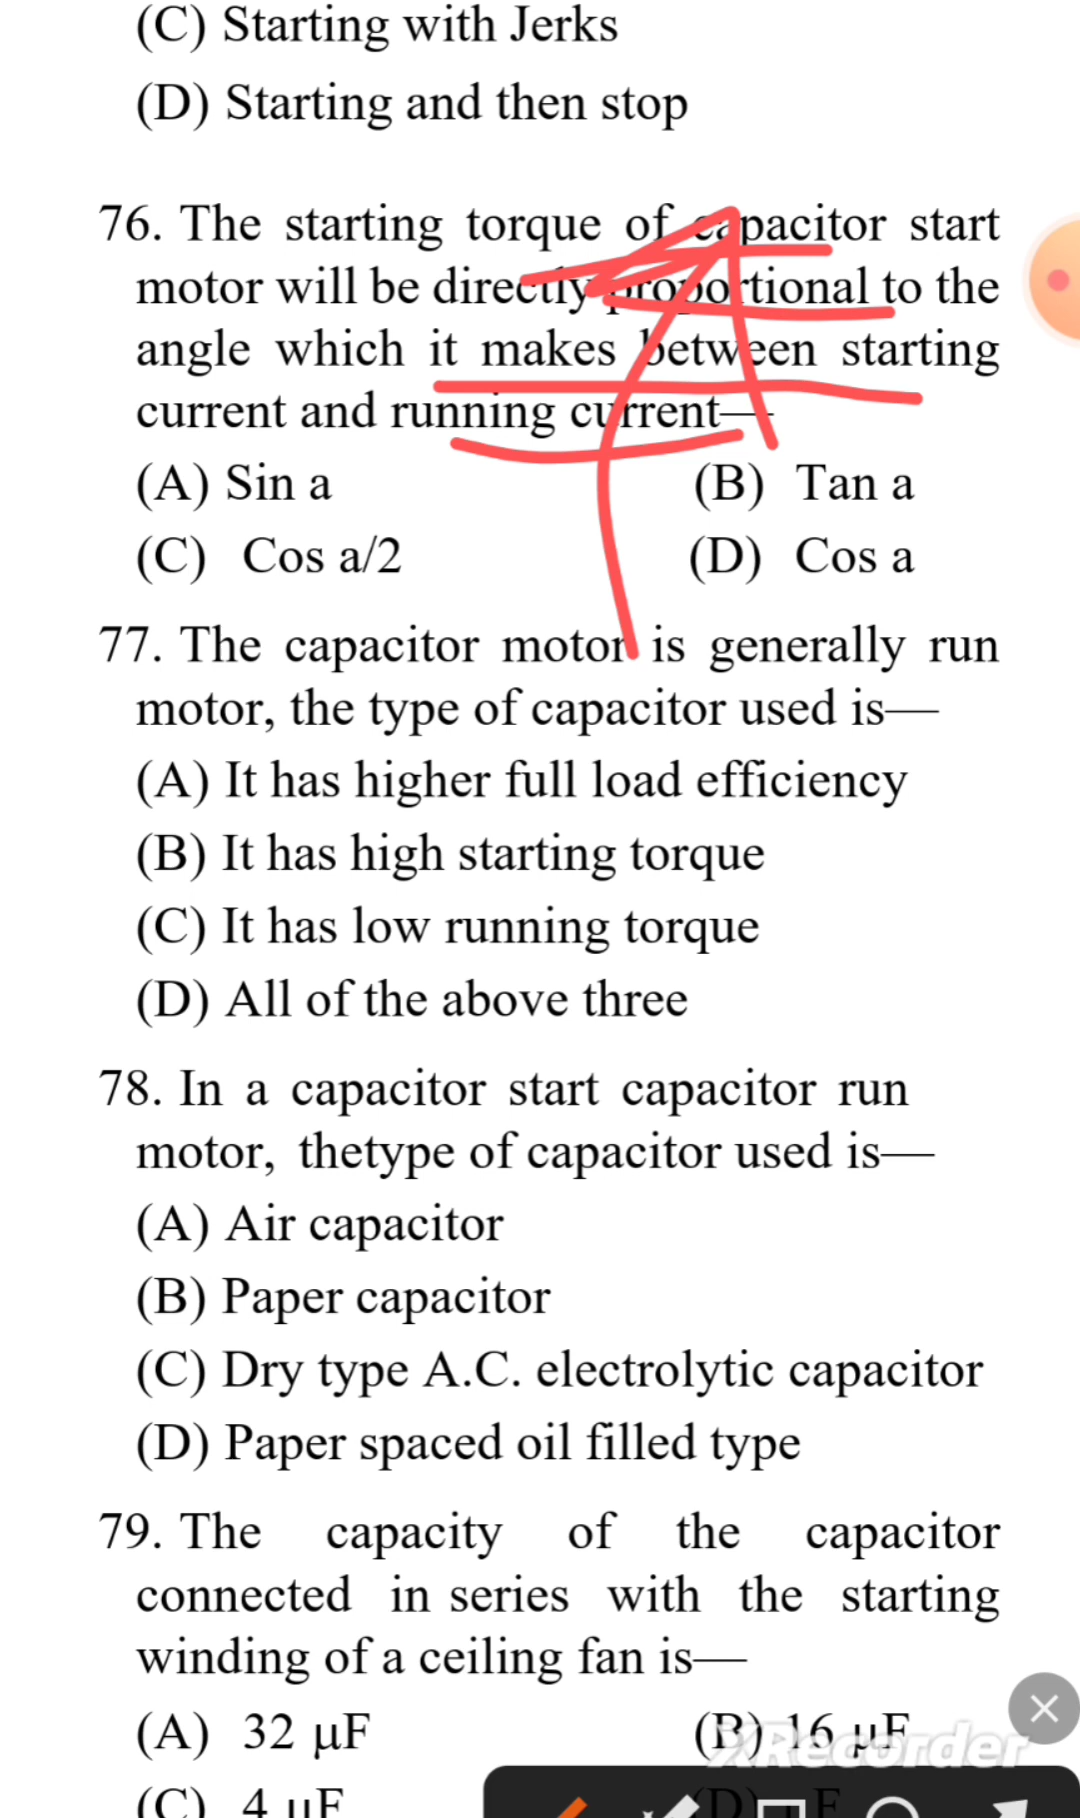 (C) Starting with Jerks
(D) Starting and then stop
76. The starting torque of capacitor start
motor will be directly proportional to the
angle which it makes between starting
current and running current—
(A) Sin a
(B) Tan a
(C) Cos a/2
(D) Cos a
77. The capacitor motor is generally run
motor, the type of capacitor used is—
(A) It has higher full load efficiency
(B) It has high starting torque
(C) It has low running torque
(D) All of the above three
78. In a capacitor start capacitor run
motor, thetype of capacitor used is—
(A) Air capacitor
(B) Paper capacitor
(C) Dry type A.C. electrolytic capacitor
(D) Paper spaced oil filled type
79. The capacity of the capacitor
connected in series with the starting
winding of a ceiling fan is—
(A) 32 μF
(B) 16 μF
XRecorder
(C) 4 μF
(D)